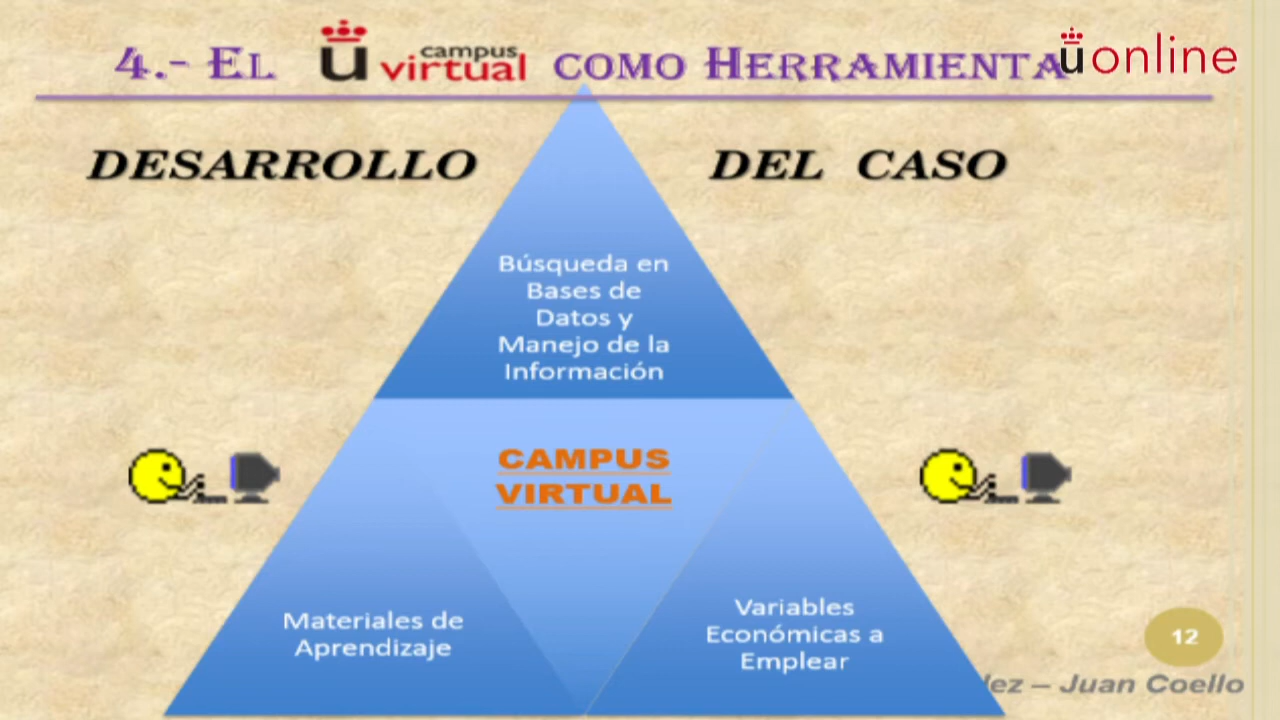 4.- El ü campus virtual como Herramienta
üonline
DESARROLLO DEL CASO
Búsqueda en
Bases de
Datos y
Manejo de la
Información
CAMPUS
VIRTUAL
Materiales de
Aprendizaje
Variables
Económicas a
Emplear
12
– Juan Coello